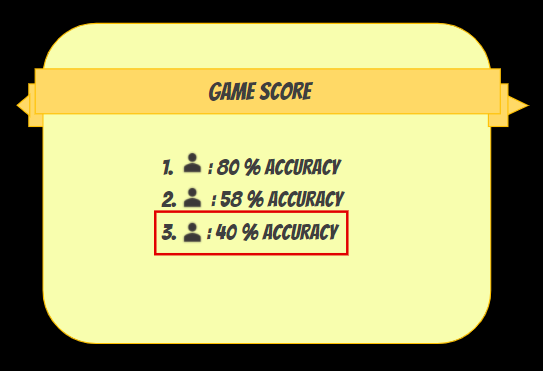 GAME SCORE
1. : 80 % ACCURACY
2. : 58 % ACCURACY
3. : 40 % ACCURACY